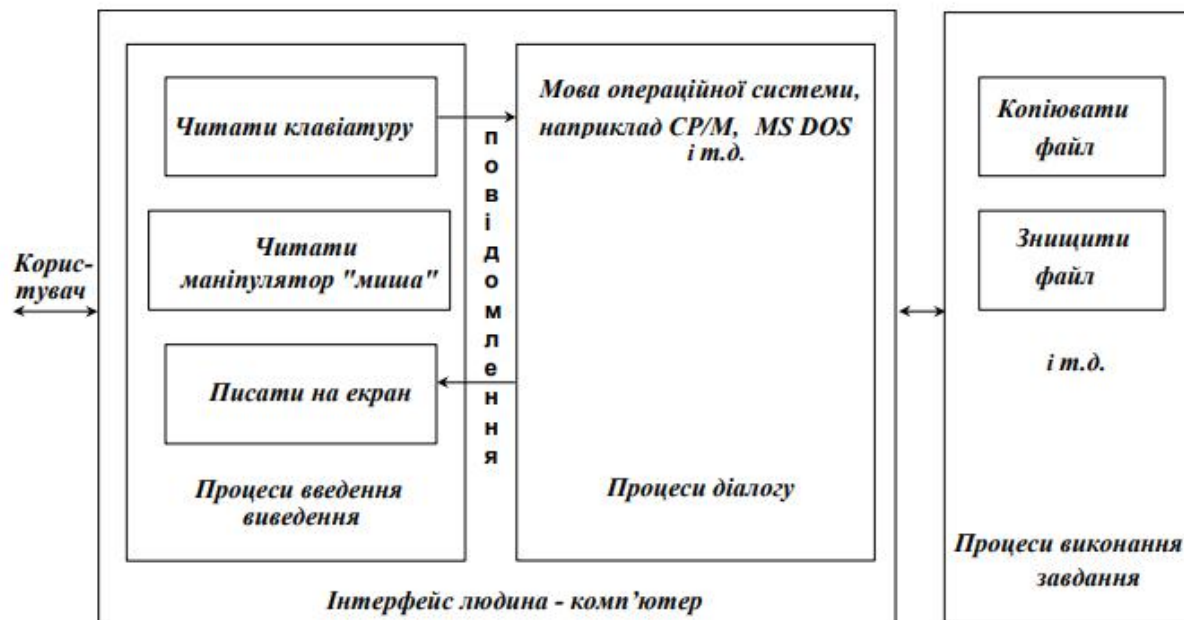 Читати клавіатуру
Читати
маніпулятор "миша"
Писати на екран
Процеси введення
виведення
повідомлення
Мова операційної системи,
наприклад CP/M, MS DOS
і т.д.
Процеси діалогу
Інтерфейс людина - комп’ютер
Корис-
тувач
Копіювати
файл
Знищити
файл
і т.д.
Процеси виконання
завдання